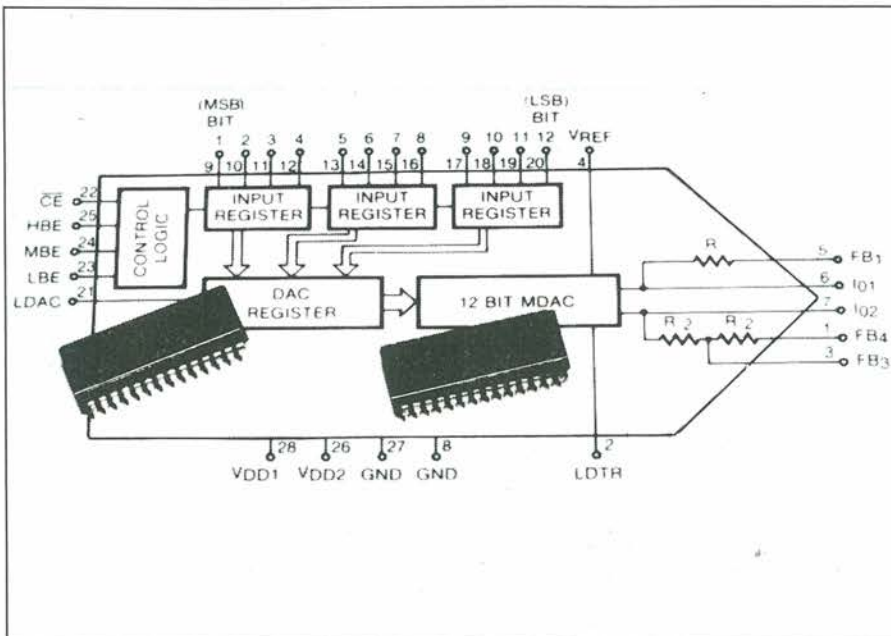 (MSB) BIT
(LSB) BIT
1 2 3 4 5 6 7 8 9 10 11 12 VREF
9 10 11 12 13 14 15 16 17 18 19 20 4
CE 22
HBE 25
MBE 24
LBE 23
LDAC 21
CONTROL LOGIC
INPUT REGISTER
INPUT REGISTER
INPUT REGISTER
DAC REGISTER
12 BIT MDAC
R 5 FB1
6 IO1
7 IO2
R 2 R 2 1 FB4
3 FB3
28 26 27 8 2
VDD1 VDD2 GND GND LDTR